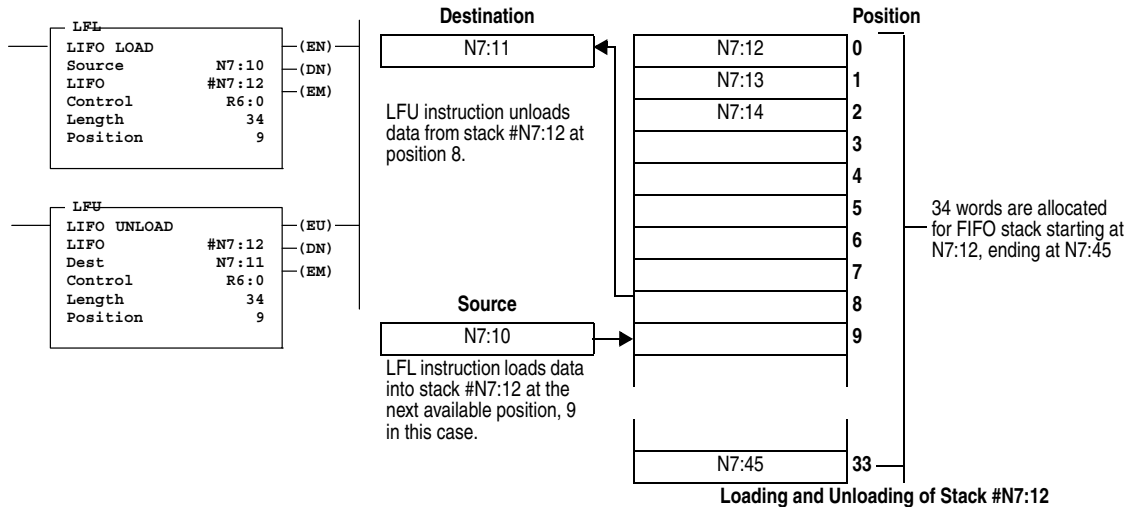 LFL
LIFO LOAD
Source N7:10
LIFO #N7:12
Control R6:0
Length 34
Position 9
(EN)
(DN)
(EM)
LFU
LIFO UNLOAD
LIFO #N7:12
Dest N7:11
Control R6:0
Length 34
Position 9
(EU)
(DN)
(EM)
Destination
N7:11
LFU instruction unloads
data from stack #N7:12 at
position 8.
Source
N7:10
LFL instruction loads data
into stack #N7:12 at the
next available position, 9
in this case.
Position
N7:12 0
N7:13 1
N7:14 2
3
4
5
6
7
8
9
N7:45 33
34 words are allocated
for FIFO stack starting at
N7:12, ending at N7:45
Loading and Unloading of Stack #N7:12